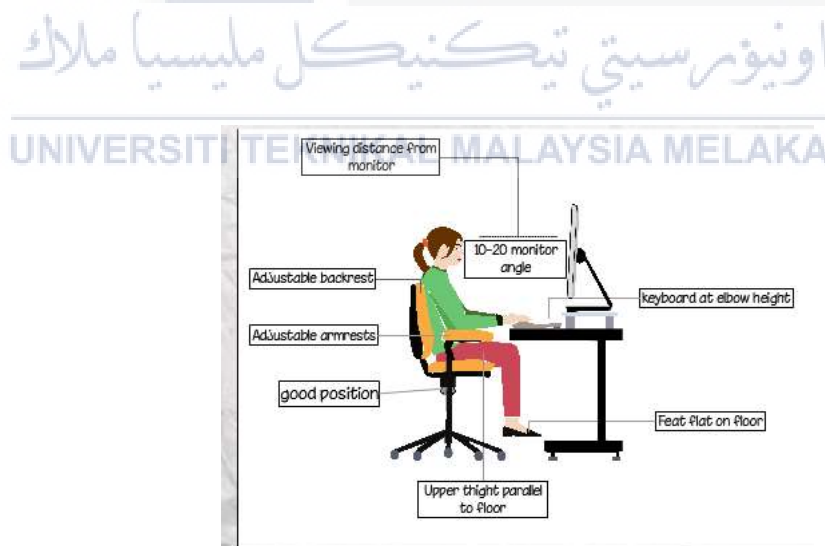 اونيۏرسيتي تيكنيكل مليسيا ملاك
UNIVERSITI TEKNIKAL MALAYSIA MELAKA
Viewing distance from
monitor
10-20 monitor
angle
Adjustable backrest
keyboard at elbow height
Adjustable armrests
good position
Feat flat on floor
Upper thight parallel
to floor